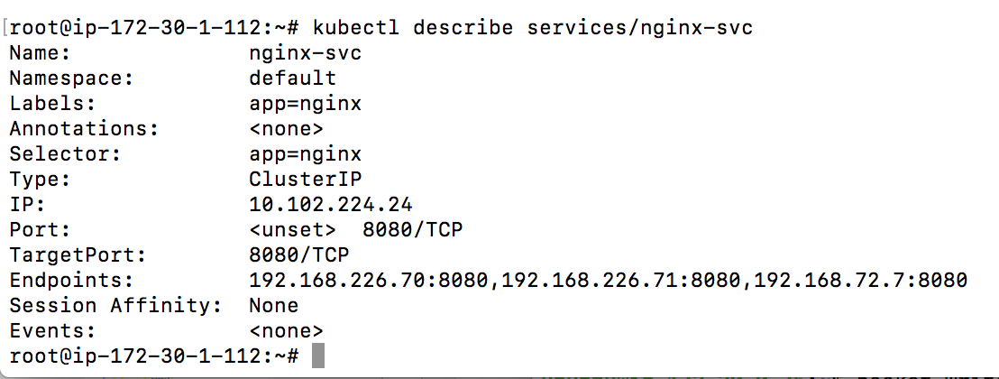 [root@ip-172-30-1-112:~# kubectl describe services/nginx-svc
Name:              nginx-svc
Namespace:         default
Labels:            app=nginx
Annotations:       <none>
Selector:          app=nginx
Type:              ClusterIP
IP:                10.102.224.24
Port:              <unset>  8080/TCP
TargetPort:        8080/TCP
Endpoints:         192.168.226.70:8080,192.168.226.71:8080,192.168.72.7:8080
Session Affinity:  None
Events:            <none>
root@ip-172-30-1-112:~#